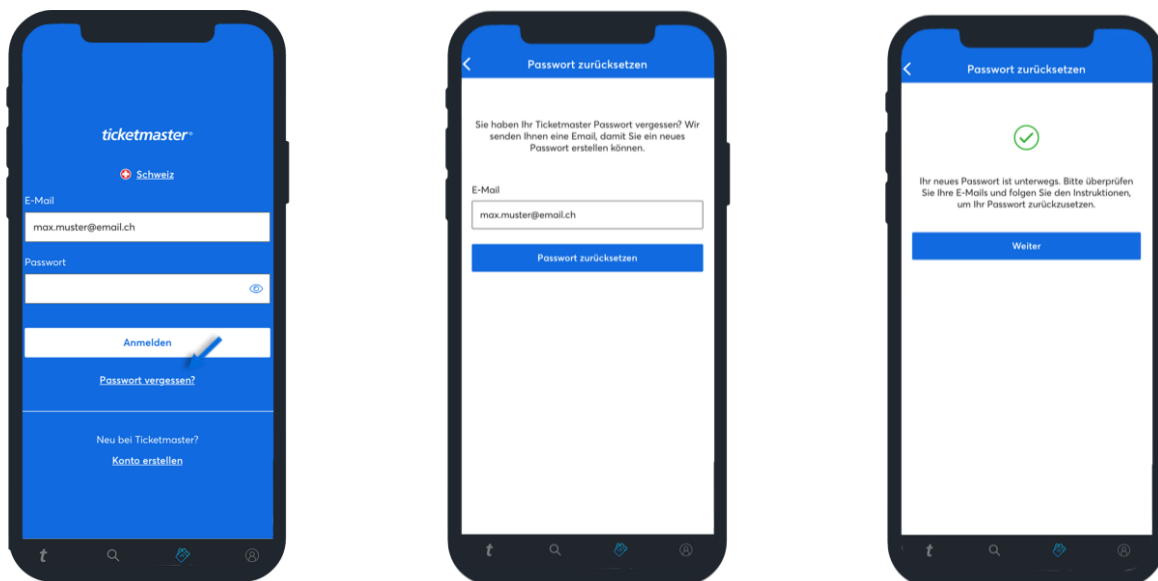 ticketmaster®
Schweiz
E-Mail
max.muster@email.ch
Passwort
Anmelden
Passwort vergessen?
Neu bei Ticketmaster?
Konto erstellen
t
Passwort zurücksetzen
Sie haben Ihr Ticketmaster Passwort vergessen? Wir
senden Ihnen eine Email, damit Sie ein neues
Passwort erstellen können.
E-Mail
max.muster@email.ch
Passwort zurücksetzen
t
Passwort zurücksetzen
Ihr neues Passwort ist unterwegs. Bitte überprüfen
Sie Ihre E-Mails und folgen Sie den Instruktionen,
um Ihr Passwort zurückzusetzen.
Weiter
t